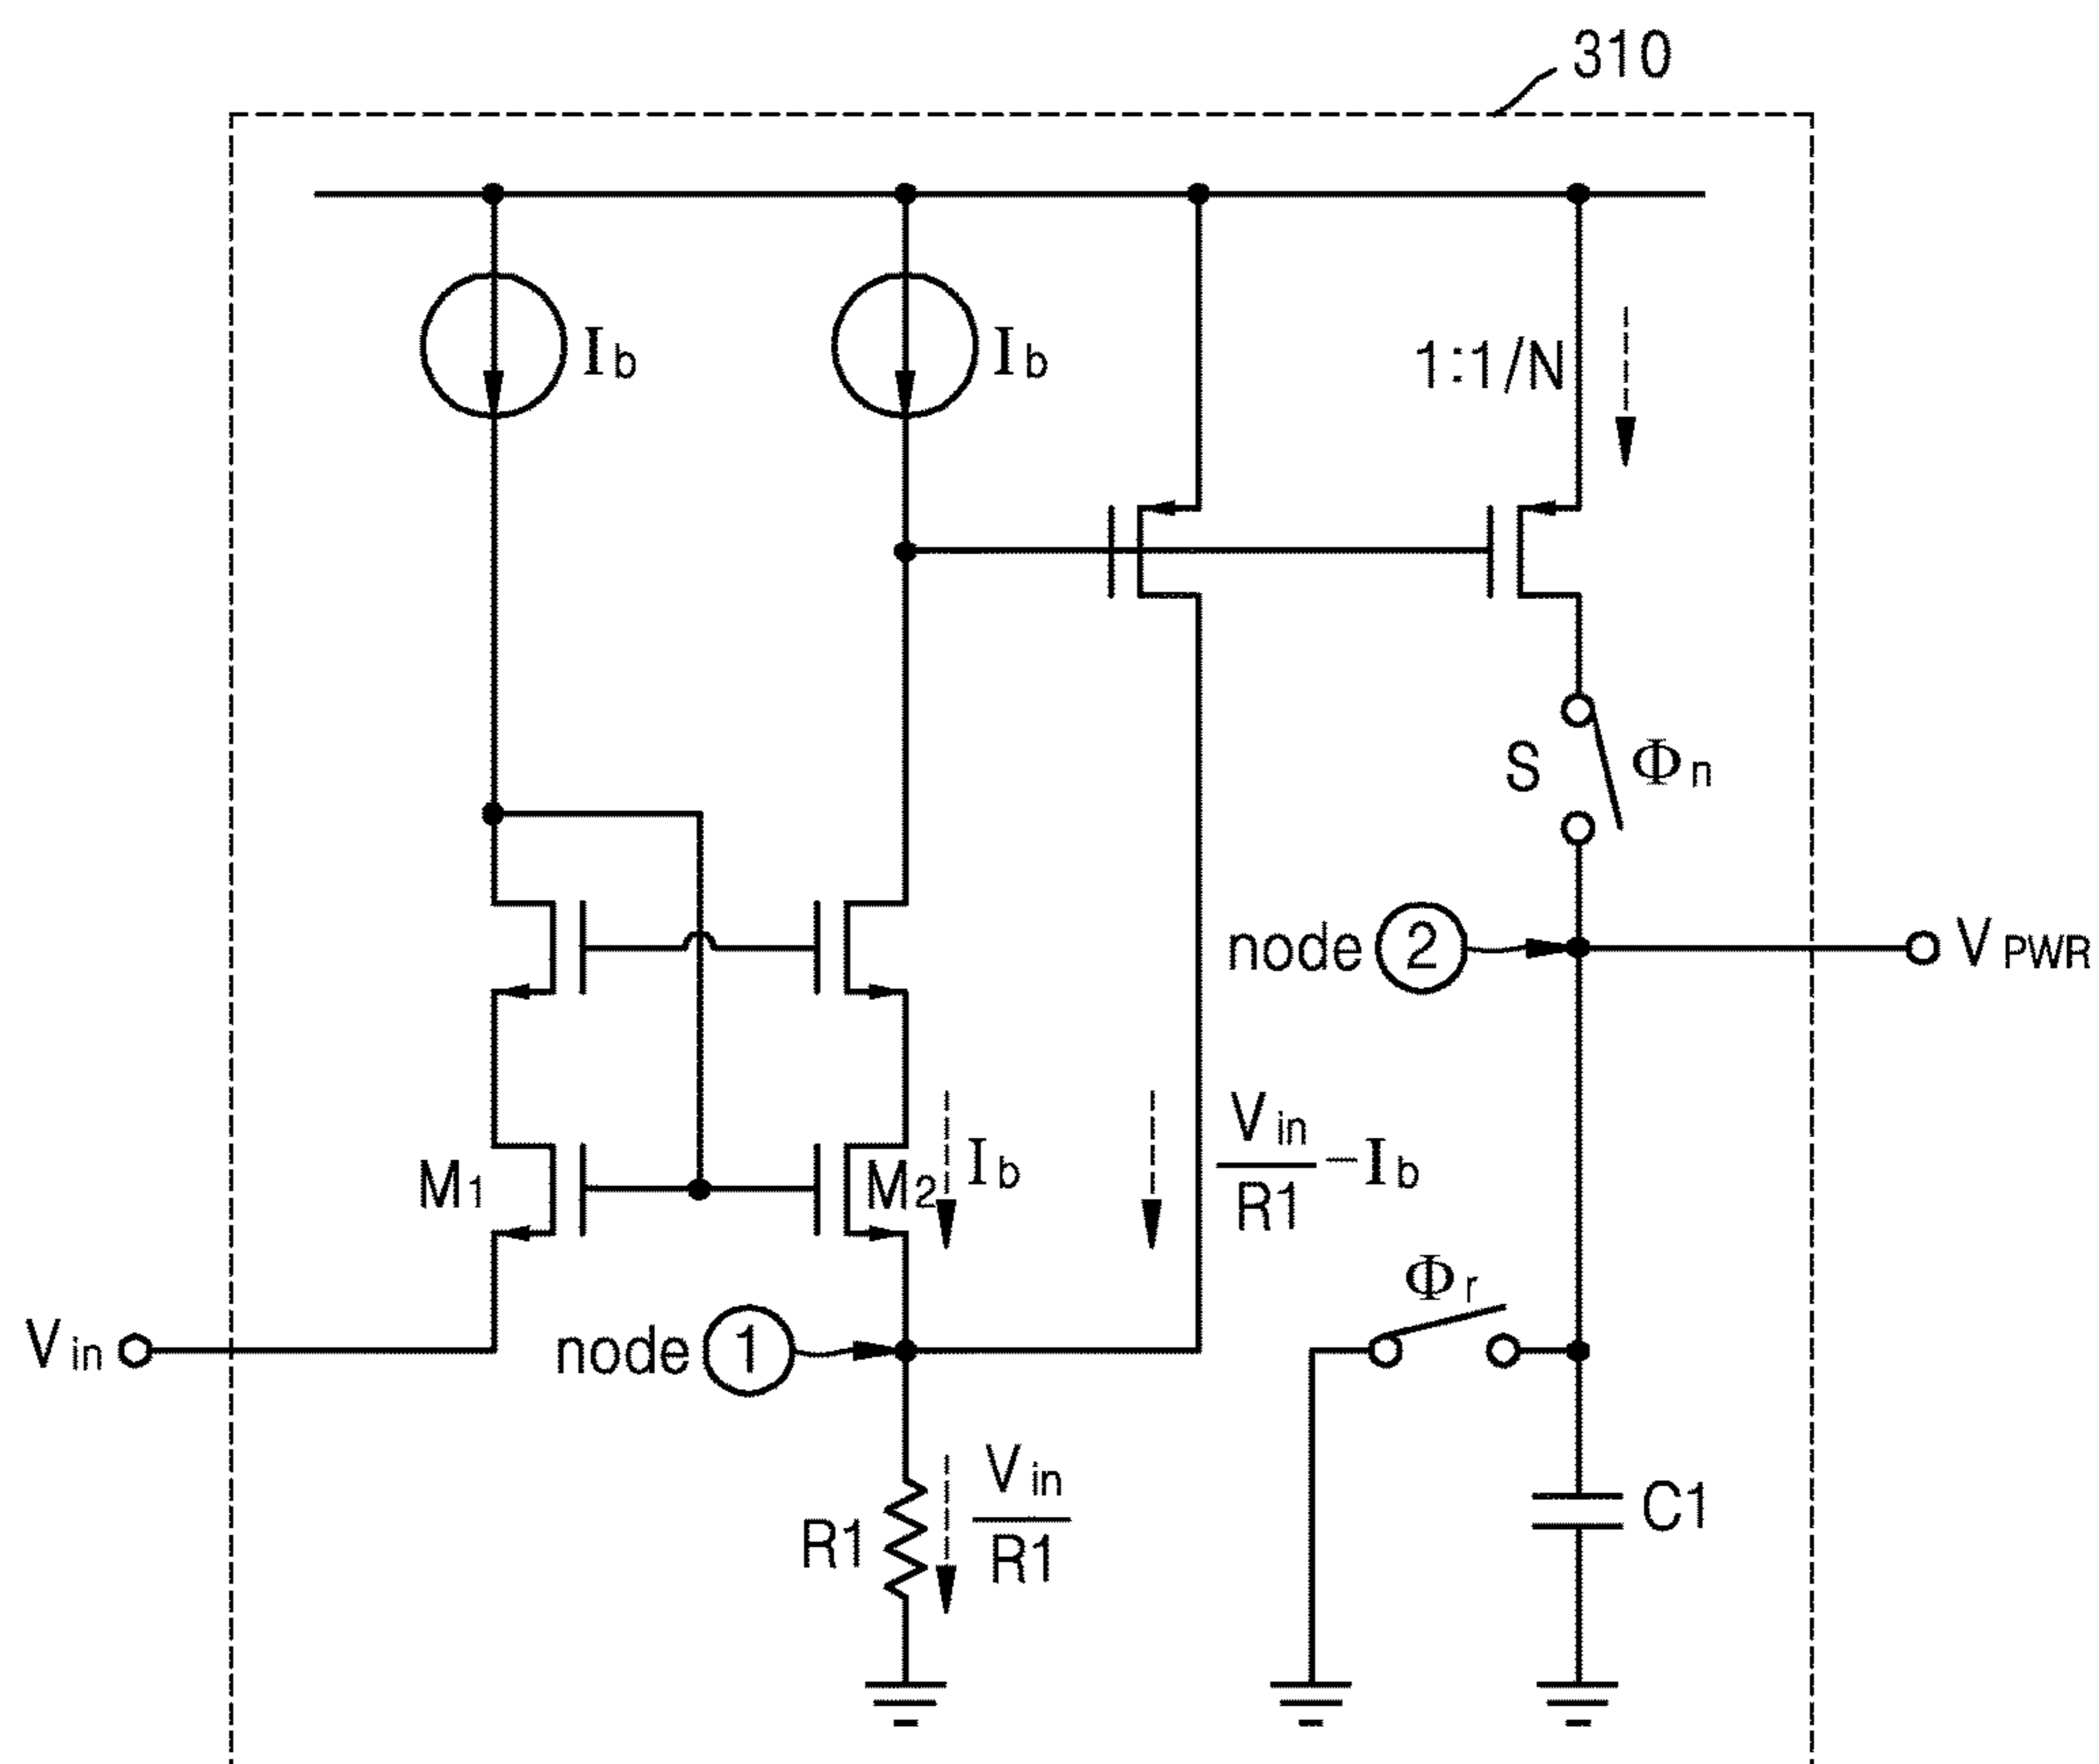 310
Ib
Ib
1:1/N
S
Φn
node 2
VPWR
M1
M2
Ib
Vin
R1
-Ib
Φr
Vin
node 1
R1
Vin
R1
C1